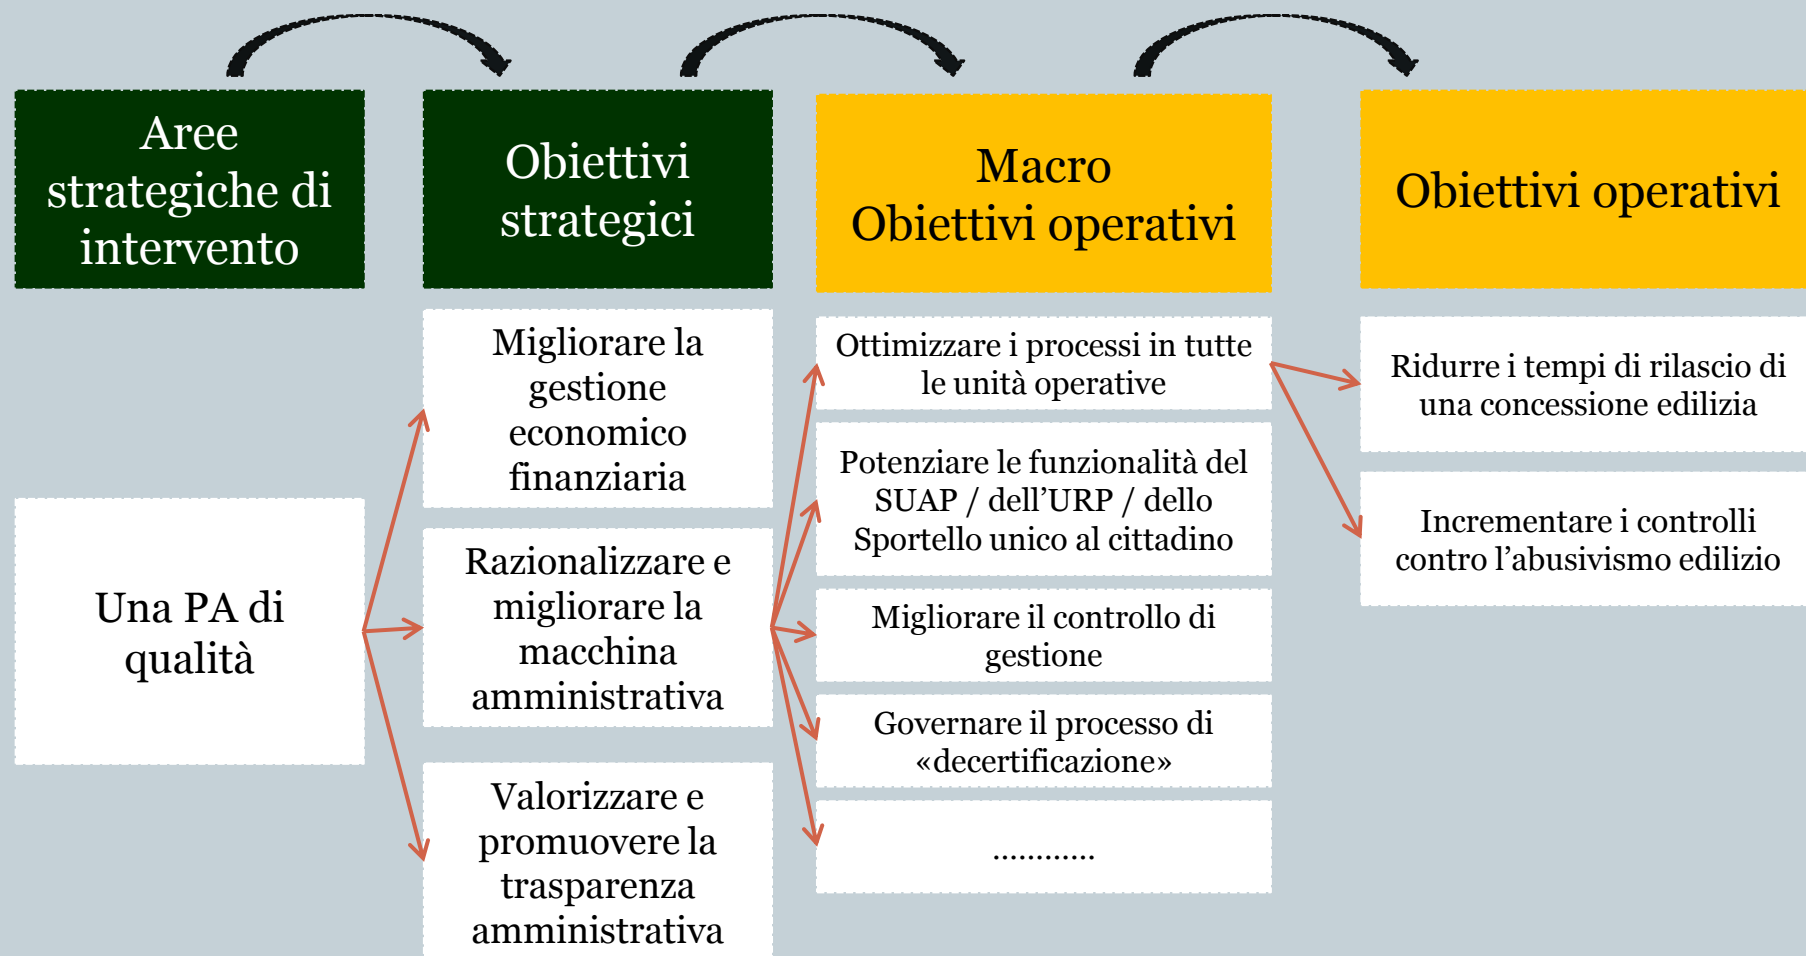 Aree
strategiche di
intervento
Obiettivi
strategici
Macro
Obiettivi operativi
Obiettivi operativi
Una PA di
qualità
Migliorare la
gestione
economico
finanziaria
Razionalizzare e
migliorare la
macchina
amministrativa
Valorizzare e
promuovere la
trasparenza
amministrativa
Ottimizzare i processi in tutte
le unità operative
Potenziare le funzionalità del
SUAP / dell’URP / dello
Sportello unico al cittadino
Migliorare il controllo di
gestione
Governare il processo di
«decertificazione»
............
Ridurre i tempi di rilascio di
una concessione edilizia
Incrementare i controlli
contro l’abusivismo edilizio